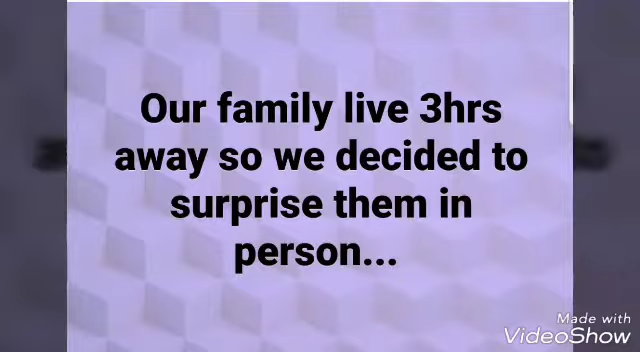 Our family live 3hrs
away so we decided to
surprise them in
person...
Made with
VideoShow